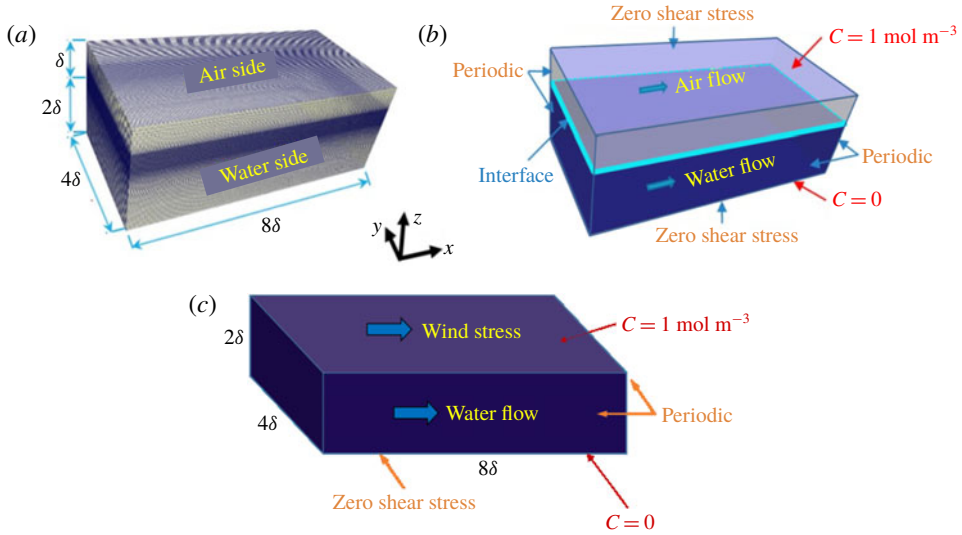 (a)
δ
2δ
4δ
8δ
Air side
Water side
z
y
x
(b)
Zero shear stress
C = 1 mol m⁻³
Periodic
Air flow
Interface
Water flow
Periodic
C = 0
Zero shear stress
(c)
2δ
Wind stress
C = 1 mol m⁻³
4δ
Water flow
Periodic
8δ
Zero shear stress
C = 0